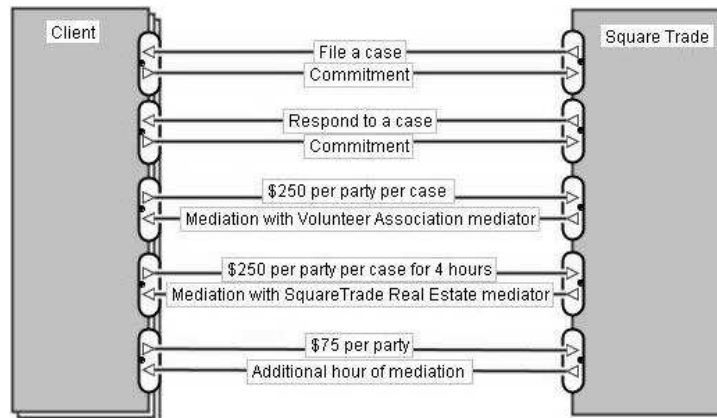 Client
Square Trade
File a case
Commitment
Respond to a case
Commitment
$250 per party per case
Mediation with Volunteer Association mediator
$250 per party per case for 4 hours
Mediation with SquareTrade Real Estate mediator
$75 per party
Additional hour of mediation